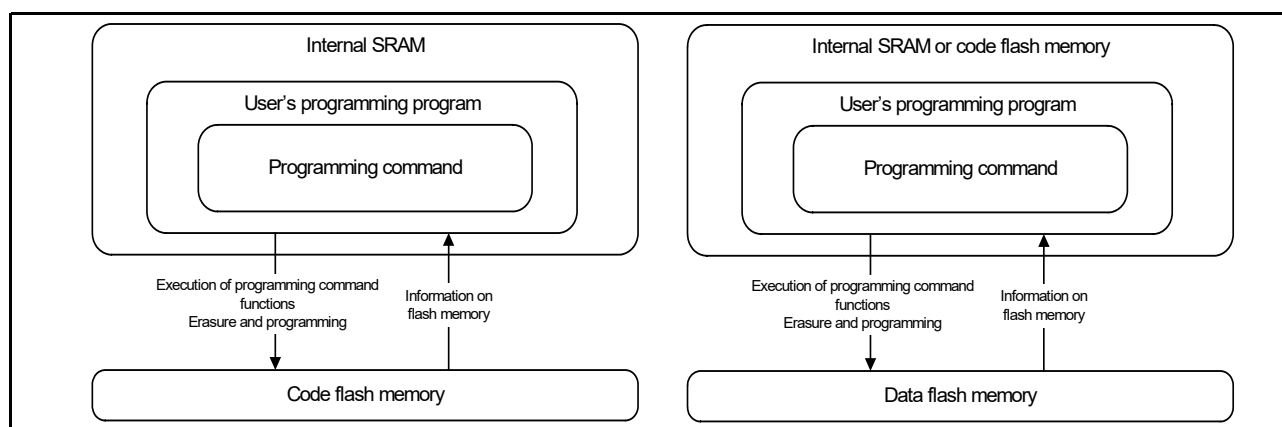 Internal SRAM
User's programming program
Programming command
Execution of programming command
functions
Erasure and programming
Information on
flash memory
Code flash memory
Internal SRAM or code flash memory
User's programming program
Programming command
Execution of programming command
functions
Erasure and programming
Information on
flash memory
Data flash memory